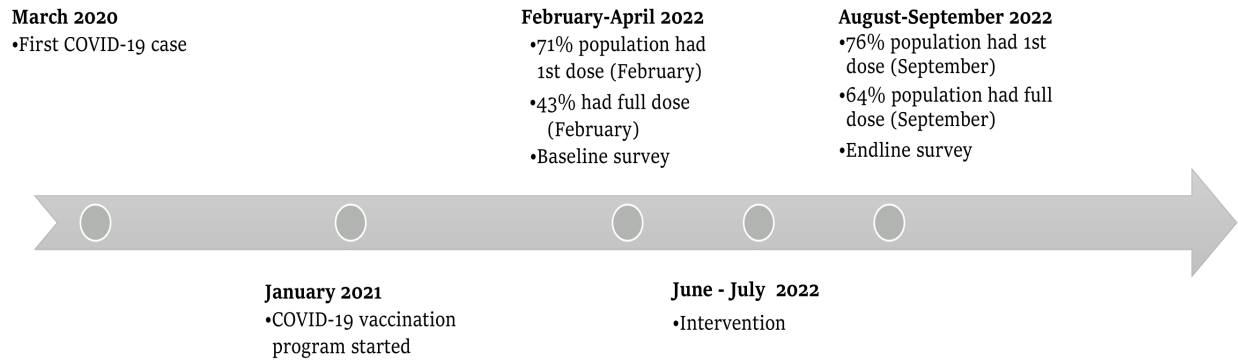 March 2020
•First COVID-19 case
February-April 2022
•71% population had
1st dose (February)
•43% had full dose
(February)
•Baseline survey
August-September 2022
•76% population had 1st
dose (September)
•64% population had full
dose (September)
•Endline survey
January 2021
•COVID-19 vaccination
program started
June - July 2022
•Intervention